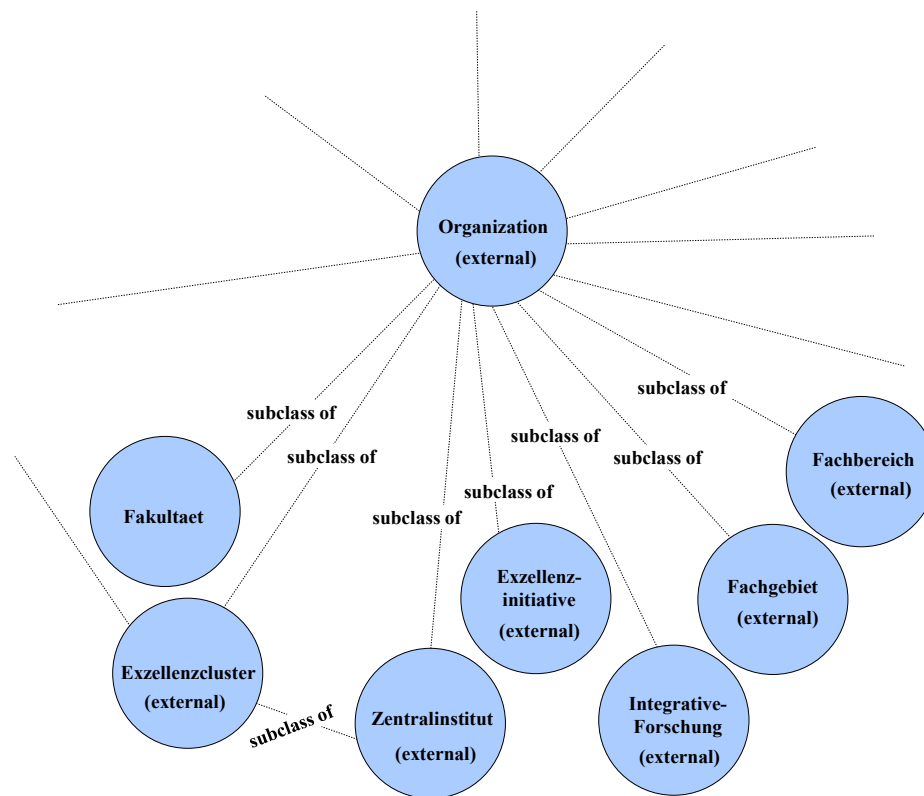 Organization
(external)
subclass of
subclass of
subclass of
subclass of
subclass of
subclass of
subclass of
Fachbereich
(external)
Fakultaet
Exzellenz-
initiative
(external)
Fachgebiet
(external)
Exzellenzcluster
(external)
subclass of
Zentralinstitut
(external)
Integrative-
Forschung
(external)